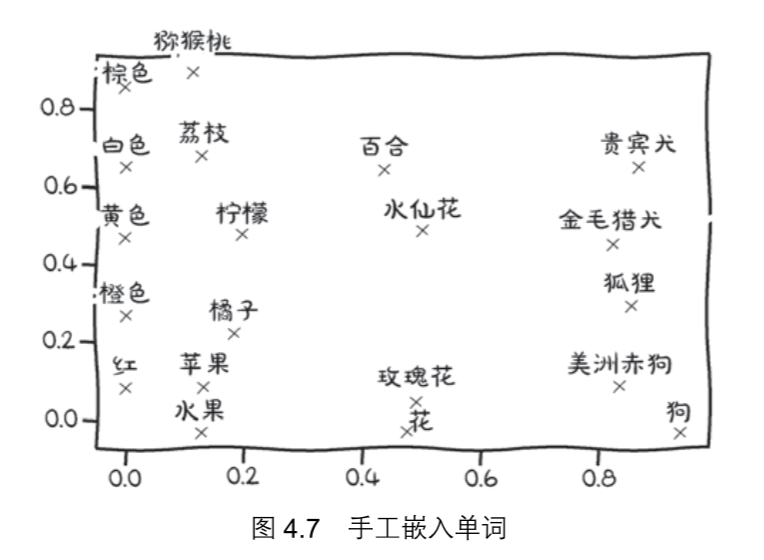 猕猴桃
棕色
0.8
荔枝
白色
百合
贵宾犬
0.6
黄色
柠檬
水仙花
金毛猎犬
0.4
橙色
狐狸
橘子
0.2
红
苹果
玫瑰花
美洲赤狗
水果
花
狗
0.0
0.0
0.2
0.4
0.6
0.8
图 4.7 手工嵌入单词